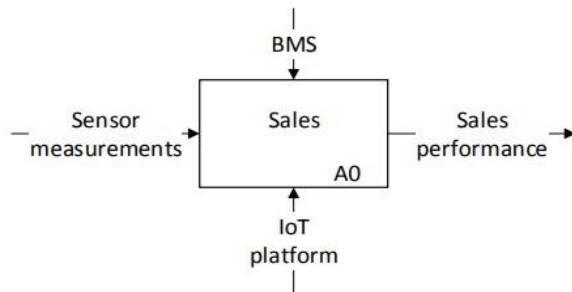 BMS
Sensor
measurements
Sales
A0
Sales
performance
IoT
platform